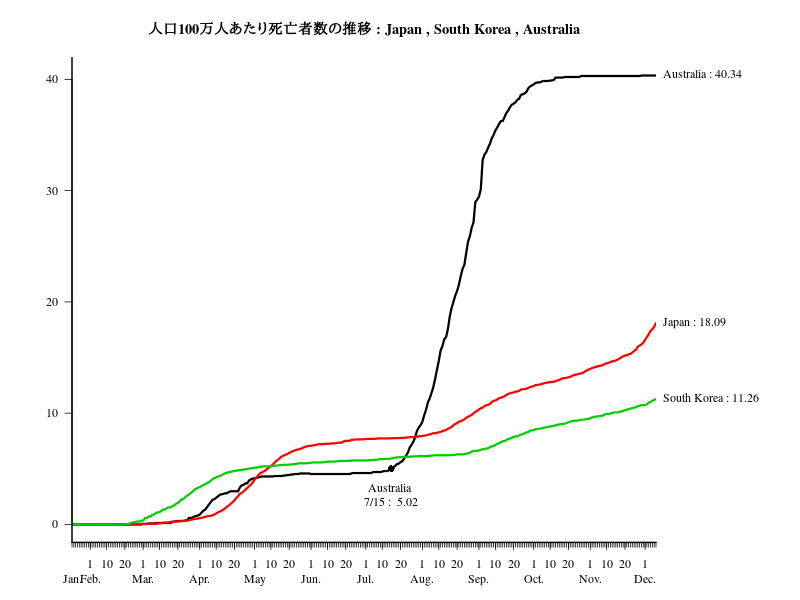 人口100万人あたり死亡者数の推移 : Japan , South Korea , Australia
40
Australia : 40.34
30
20
Japan : 18.09
10
South Korea : 11.26
Australia
7/15 : 5.02
0
1 10 20 1 10 20 1 10 20 1 10 20 1 10 20 1 10 20 1 10 20 1 10 20 1 10 20 1 10 20 1
Jan. Feb. Mar. Apr. May Jun. Jul. Aug. Sep. Oct. Nov. Dec.